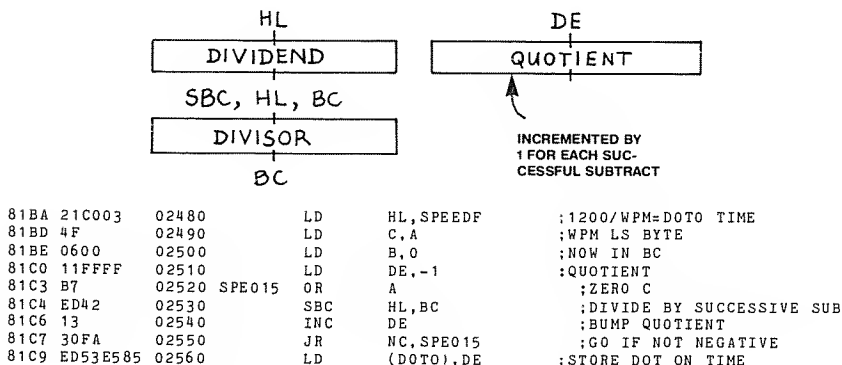 HL
DE
DIVIDEND
QUOTIENT
SBC, HL, BC
DIVISOR
BC
INCREMENTED BY
1 FOR EACH SUC-
CESSFUL SUBTRACT
81BA 21C003 02480 LD HL,SPEEDF ;1200/WPM=DOTO TIME
81BD 4F 02490 LD C,A ;WPM LS BYTE
81BE 0600 02500 LD B,0 ;NOW IN BC
81C0 11FFFF 02510 LD DE,-1 ;QUOTIENT
81C3 B7 02520 SPE015 OR A ;ZERO C
81C4 ED42 02530 SBC HL,BC ;DIVIDE BY SUCCESSIVE SUB
81C6 13 02540 INC DE ;BUMP QUOTIENT
81C7 30FA 02550 JR NC,SPE015 ;GO IF NOT NEGATIVE
81C9 ED53E585 02560 LD (DOTO),DE ;STORE DOT ON TIME